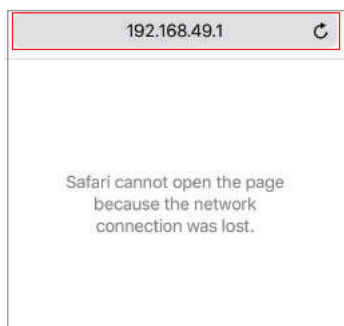 192.168.49.1
Safari cannot open the page
because the network
connection was lost.